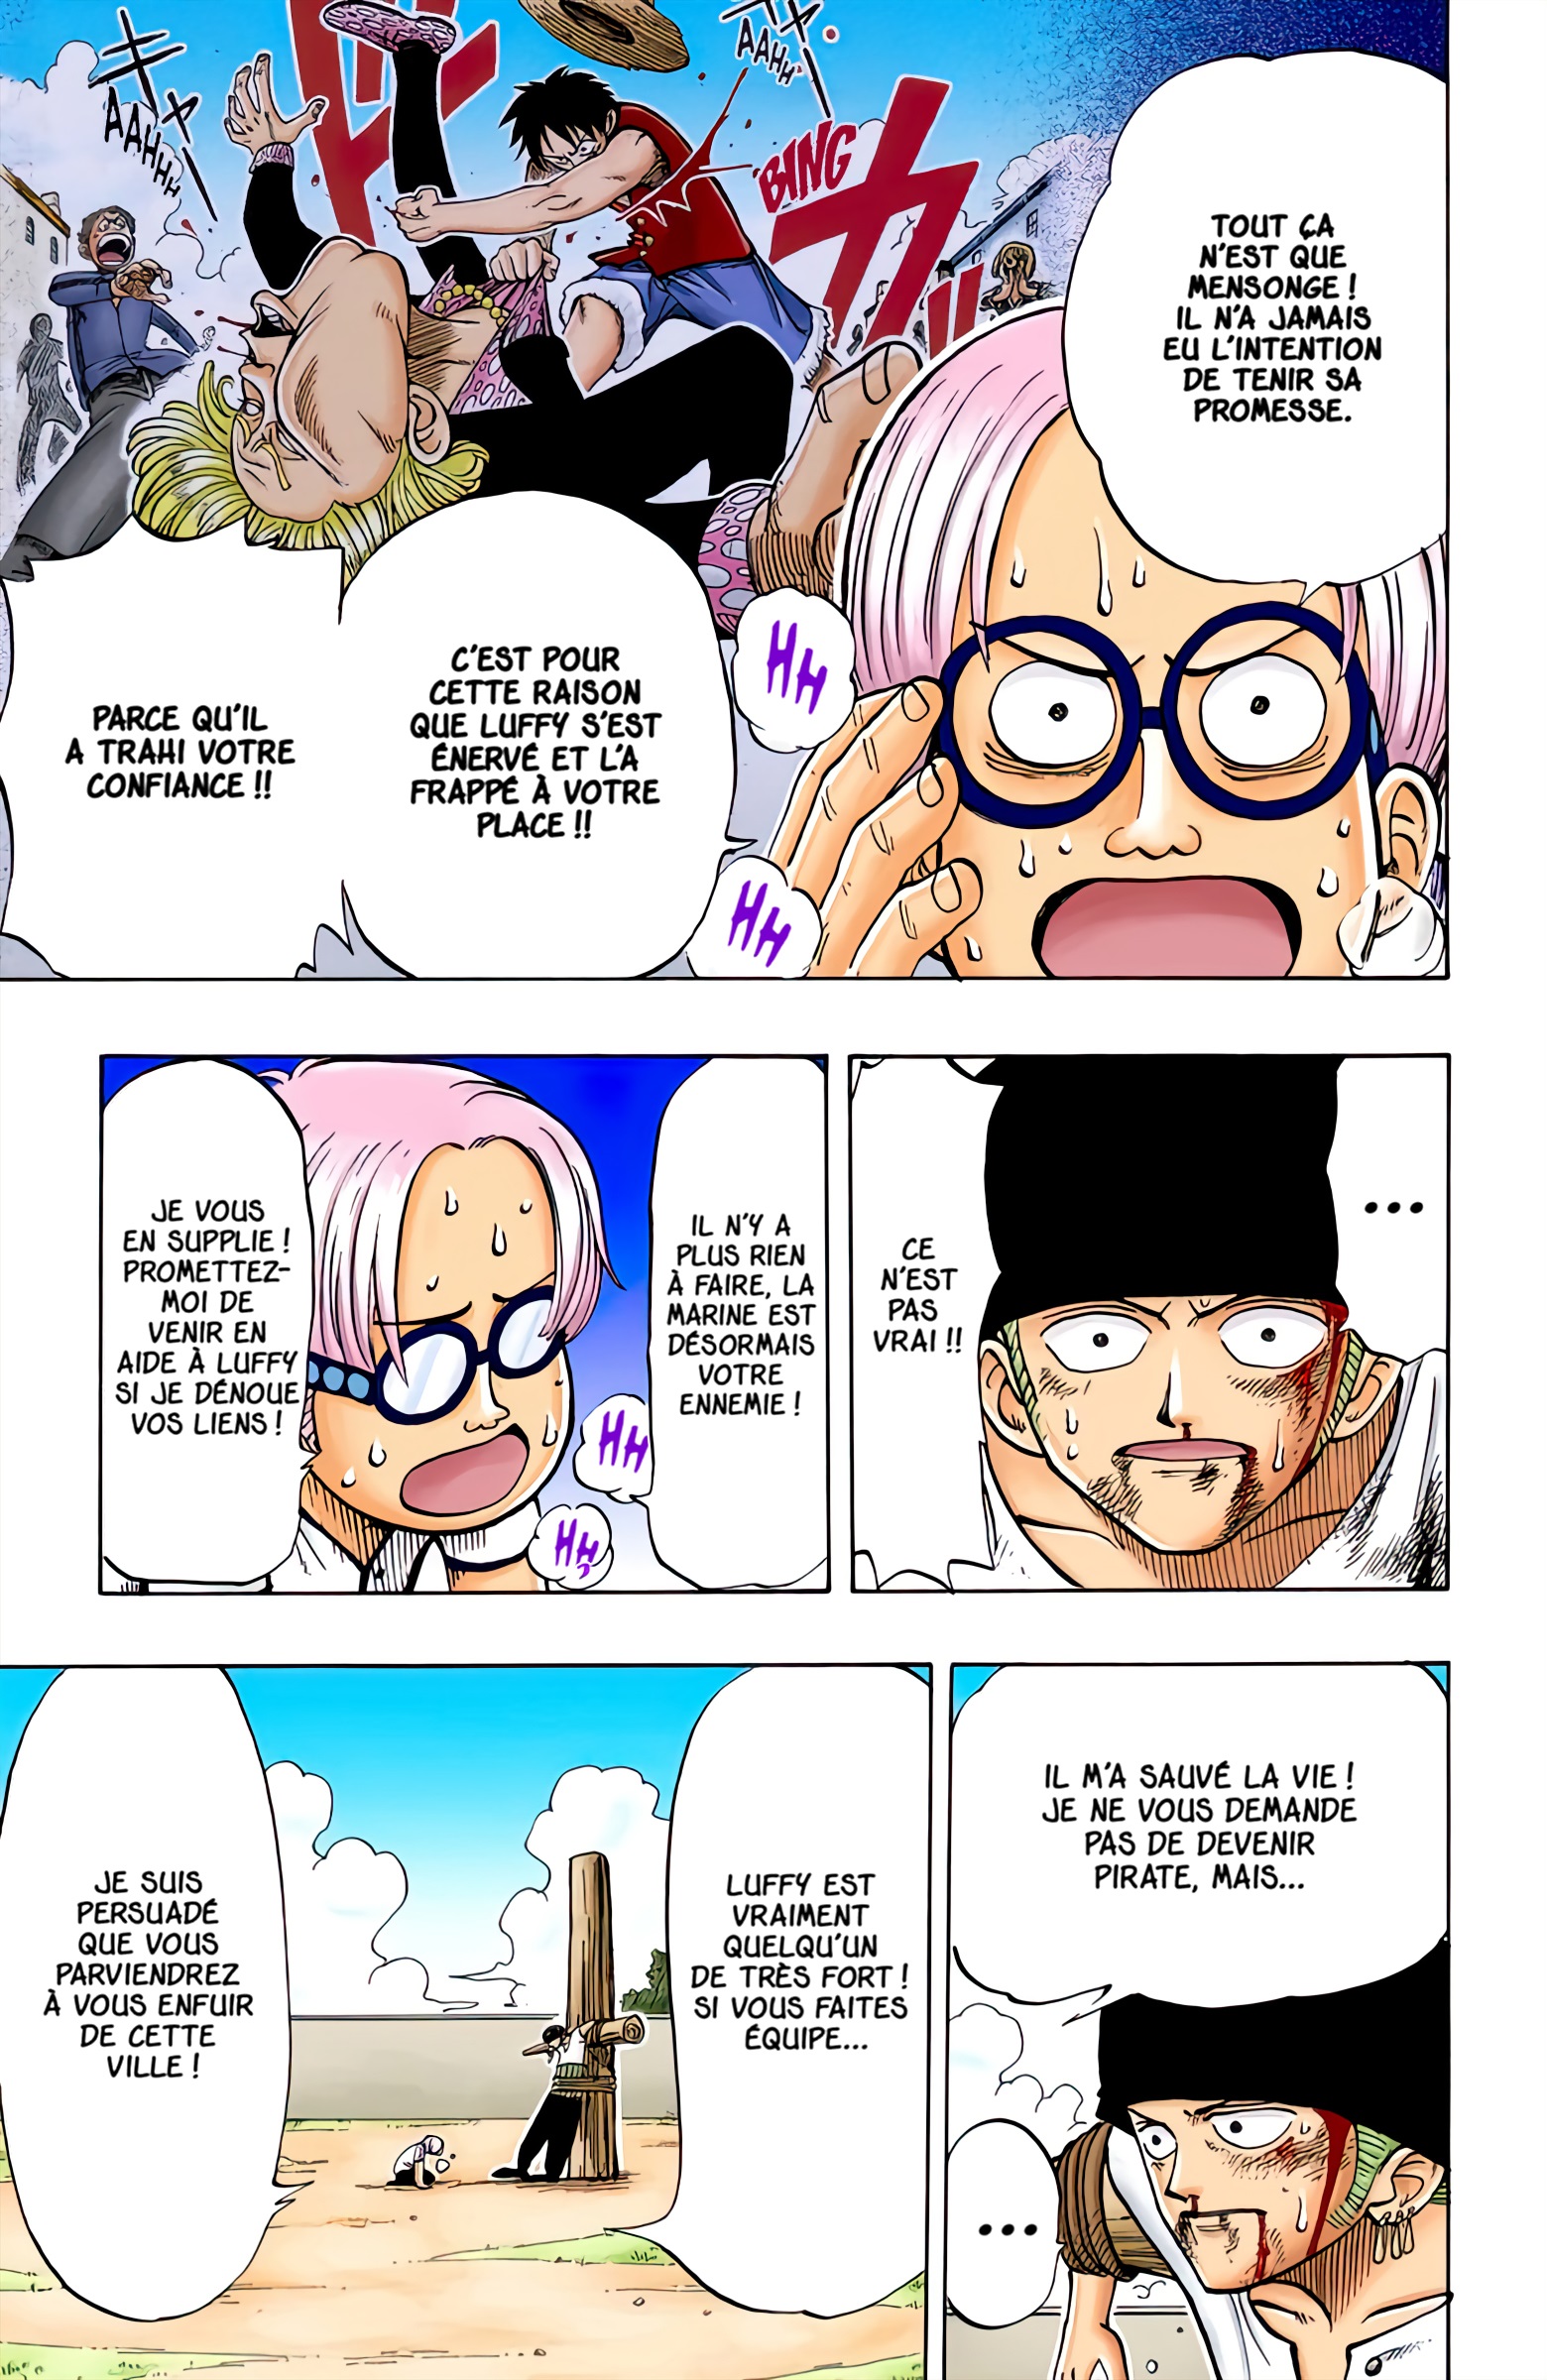 キャー
AAHHH
AAHHH
BING
TOUT ÇA
N'EST QUE
MENSONGE !
IL N'A JAMAIS
EU L'INTENTION
DE TENIR SA
PROMESSE.
C'EST POUR
CETTE RAISON
QUE LUFFY S'EST
ÉNERVÉ ET L'A
FRAPPÉ À VOTRE
PLACE !!
PARCE QU'IL
A TRAHI VOTRE
CONFIANCE !!
HH
HH
...
CE
N'EST
PAS
VRAI !!
IL N'Y A
PLUS RIEN
À FAIRE, LA
MARINE EST
DÉSORMAIS
VOTRE
ENNEMIE !
JE VOUS
EN SUPPLIE !
PROMETTEZ-
MOI DE
VENIR EN
AIDE À LUFFY
SI JE DÉNOUE
VOS LIENS !
HH
HH
IL M'A SAUVÉ LA VIE !
JE NE VOUS DEMANDE
PAS DE DEVENIR
PIRATE, MAIS...
...
LUFFY EST
VRAIMENT
QUELQU'UN
DE TRÈS FORT !
SI VOUS FAITES
ÉQUIPE...
JE SUIS
PERSUADÉ
QUE VOUS
PARVIENDREZ
À VOUS ENFUIR
DE CETTE
VILLE !